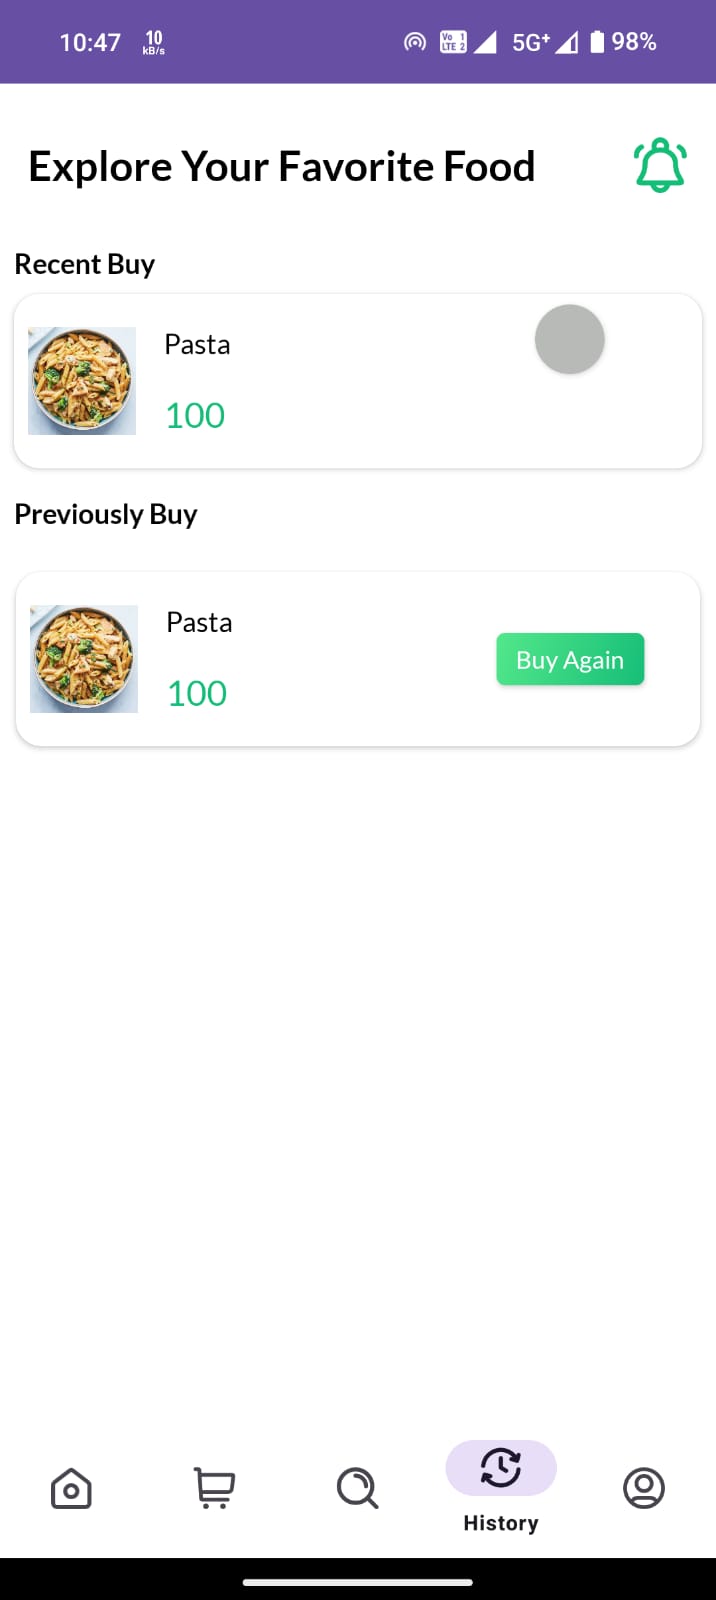 10:47 10 kB/s Vo 1 LTE 2 5G+ 98%
Explore Your Favorite Food
Recent Buy
Pasta
100
Previously Buy
Pasta
Buy Again
100
History